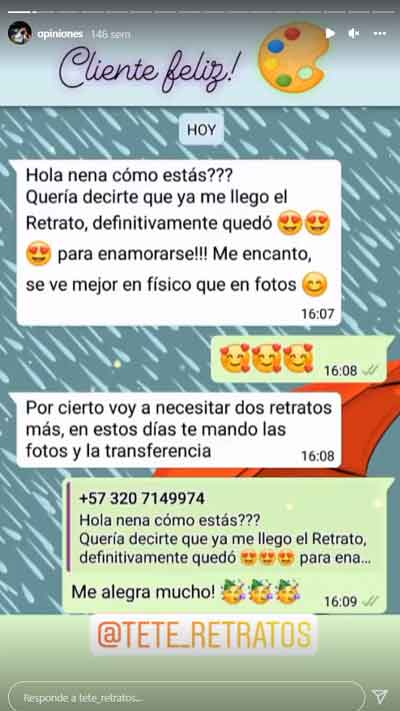 opiniones 146 sem
Cliente feliz!
HOY
Hola nena cómo estás???
Quería decirte que ya me llego el
Retrato, definitivamente quedó 😍😍
😍 para enamorarse!!! Me encanto,
se ve mejor en físico que en fotos 😊
16:07
🥰🥰🥰 16:08
Por cierto voy a necesitar dos retratos
más, en estos días te mando las
fotos y la transferencia
16:08
+57 320 7149974
Hola nena cómo estás???
Quería decirte que ya me llego el Retrato,
definitivamente quedó 😍😍😍 para ena...
Me alegra mucho! 🥳🥳🥳 16:09
@TETE_RETRATOS
Responde a tete_retratos...